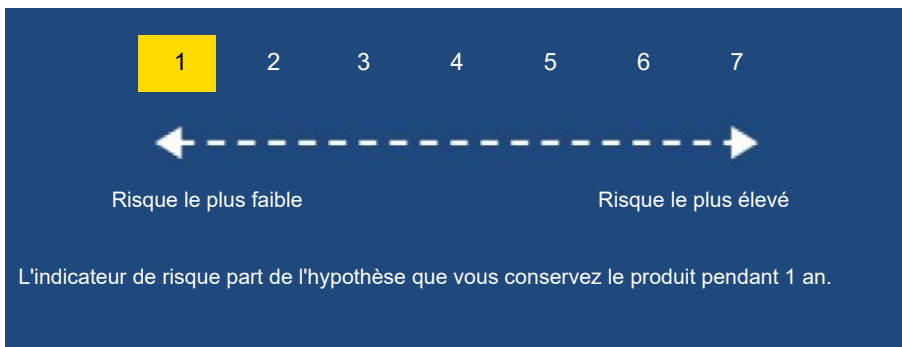 1 2 3 4 5 6 7
Risque le plus faible Risque le plus élevé
L'indicateur de risque part de l'hypothèse que vous conservez le produit pendant 1 an.